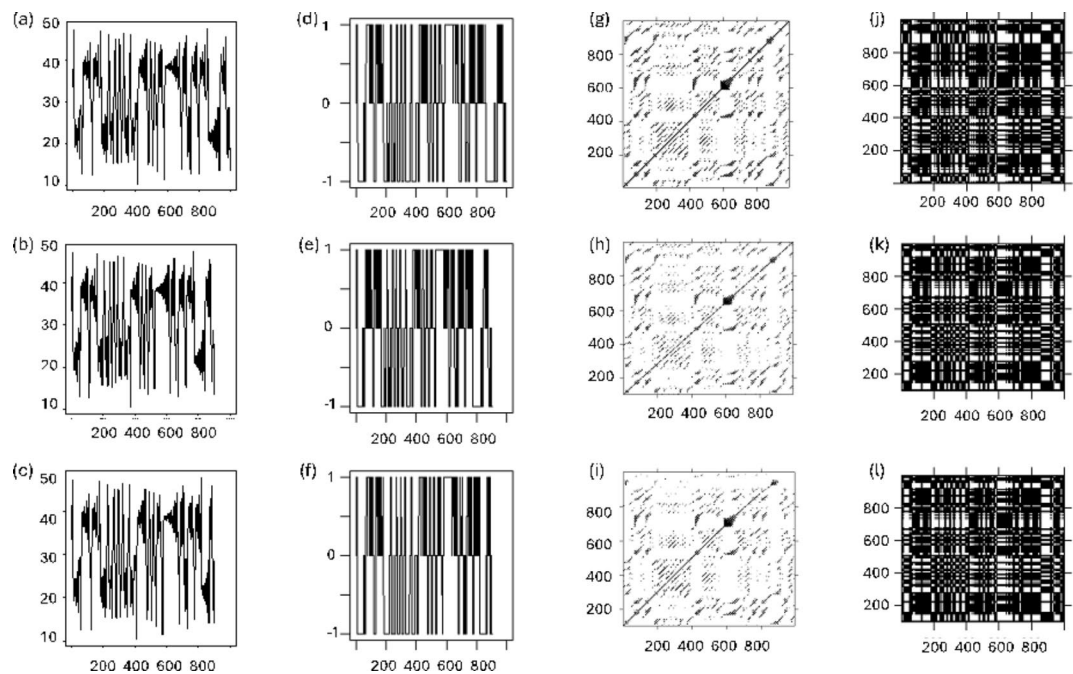 (a) 50 40 30 20 10 200 400 600 800
(d) 1 0 -1 200 400 600 800
(g) 800 600 400 200 200 400 600 800
(j) 800 600 400 200 200 400 600 800
(b) 50 40 30 20 10 200 400 600 800
(e) 1 0 -1 200 400 600 800
(h) 800 600 400 200 200 400 600 800
(k) 800 600 400 200 200 400 600 800
(c) 50 40 30 20 10 200 400 600 800
(f) 1 0 -1 200 400 600 800
(i) 800 600 400 200 200 400 600 800
(l) 800 600 400 200 200 400 600 800